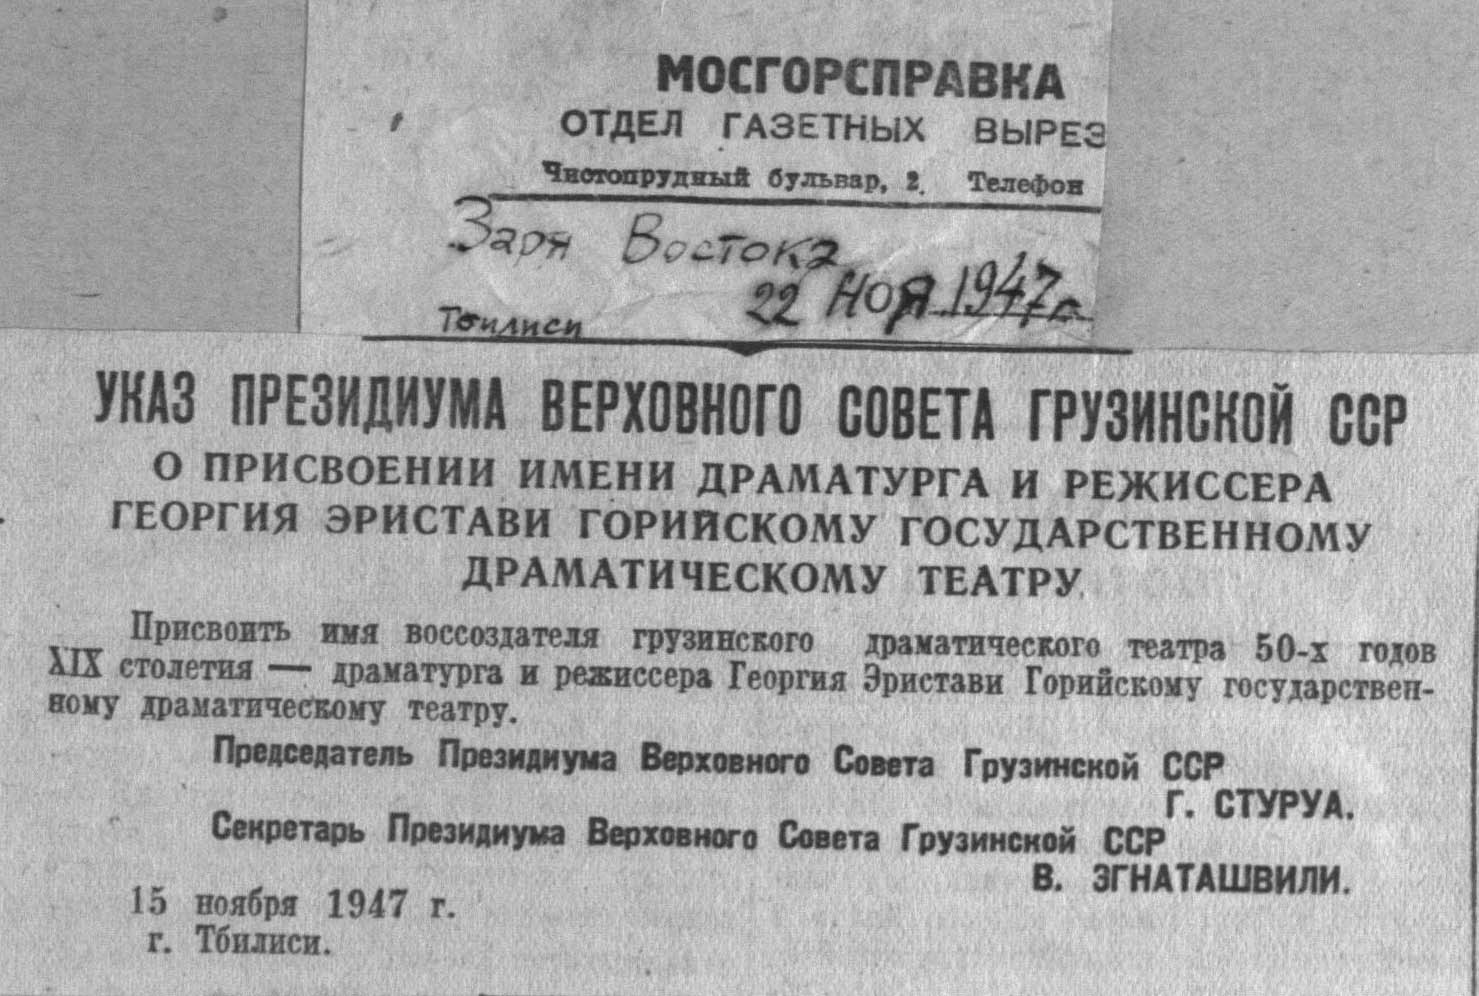 МОСГОРСПРАВКА
ОТДЕЛ ГАЗЕТНЫХ ВЫРЕЗ
Чистопрудный бульвар, 2. Телефон
Заря Востока
22 НОЯ 1947 г.
Тбилиси
УКАЗ ПРЕЗИДИУМА ВЕРХОВНОГО СОВЕТА ГРУЗИНСКОЙ ССР
О ПРИСВОЕНИИ ИМЕНИ ДРАМАТУРГА И РЕЖИССЕРА
ГЕОРГИЯ ЭРИСТАВИ ГОРИЙСКОМУ ГОСУДАРСТВЕННОМУ
ДРАМАТИЧЕСКОМУ ТЕАТРУ.
Присвоить имя воссоздателя грузинского драматического театра 50-х годов
XIX столетия — драматурга и режиссера Георгия Эристави Горийскому государствен-
ному драматическому театру.
Председатель Президиума Верховного Совета Грузинской ССР
Г. СТУРУА.
Секретарь Президиума Верховного Совета Грузинской ССР
В. ЭГНАТАШВИЛИ.
15 ноября 1947 г.
г. Тбилиси.